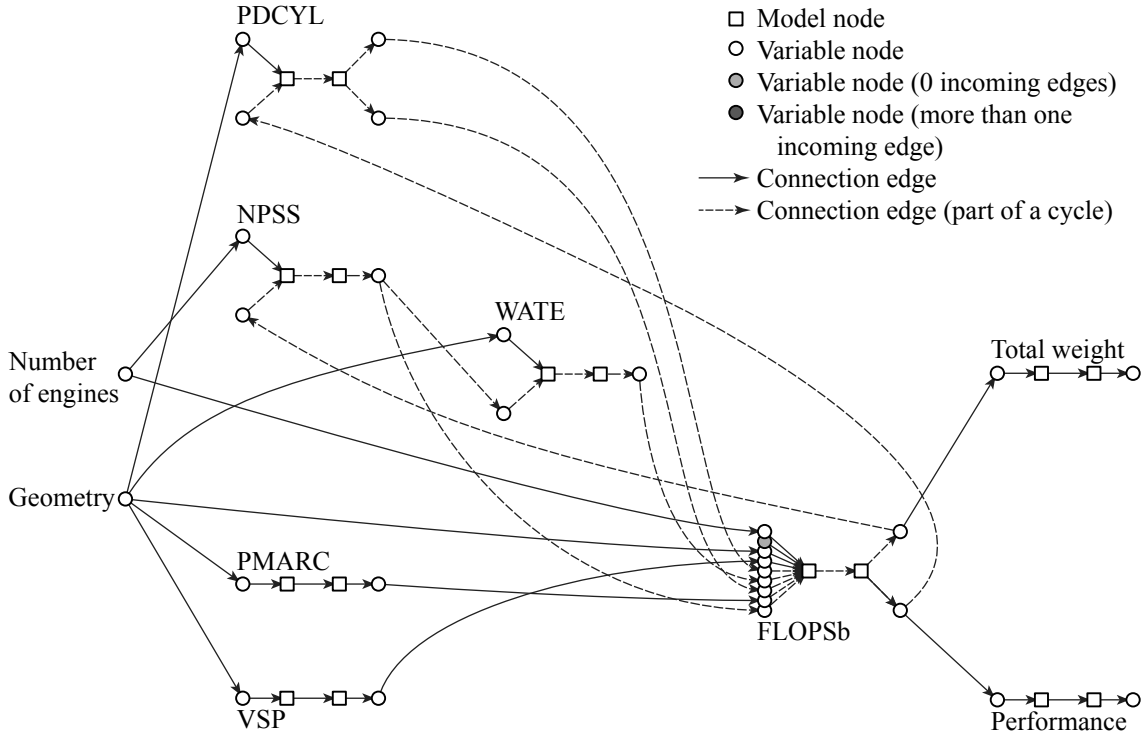 PDCYL
Model node
Variable node
Variable node (0 incoming edges)
Variable node (more than one
incoming edge)
Connection edge
Connection edge (part of a cycle)
NPSS
WATE
Number
of engines
Total weight
Geometry
PMARC
FLOPSb
VSP
Performance